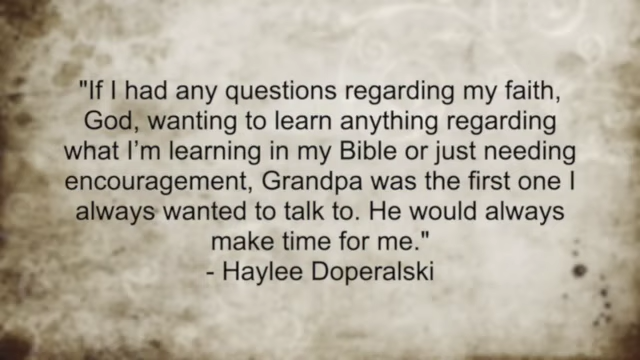 "If I had any questions regarding my faith,
God, wanting to learn anything regarding
what I'm learning in my Bible or just needing
encouragement, Grandpa was the first one I
always wanted to talk to. He would always
make time for me."
- Haylee Doperalski